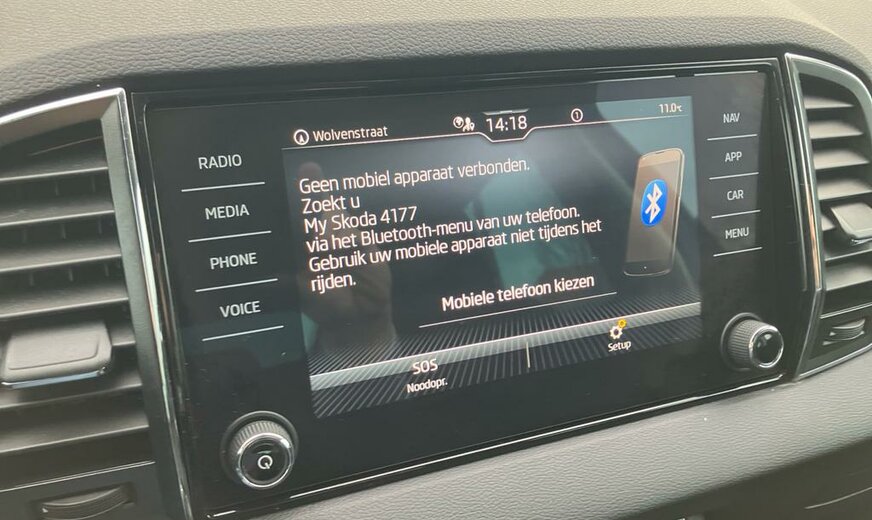 Wolvenstraat
14:18
1
11.0°C
RADIO
MEDIA
PHONE
VOICE
Geen mobiel apparaat verbonden.
Zoekt u
My Skoda 4177
via het Bluetooth-menu van uw telefoon.
Gebruik uw mobiele apparaat niet tijdens het
rijden.
Mobiele telefoon kiezen
SOS
Noodopr.
Setup
NAV
APP
CAR
MENU